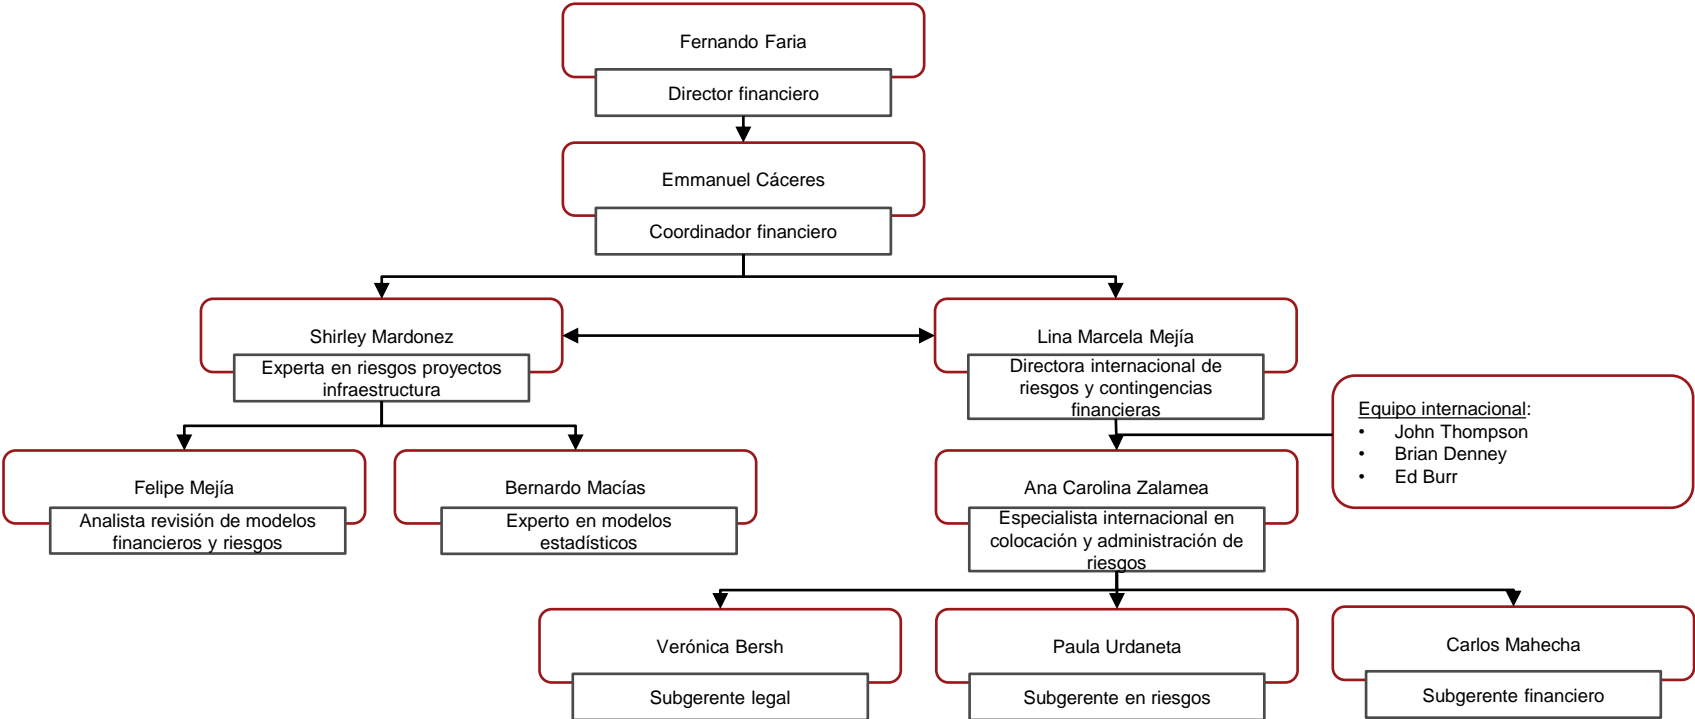 Fernando Faria
Director financiero
Emmanuel Cáceres
Coordinador financiero
Shirley Mardonez
Experta en riesgos proyectos
infraestructura
Lina Marcela Mejía
Directora internacional de
riesgos y contingencias
financieras
Equipo internacional:
• John Thompson
• Brian Denney
• Ed Burr
Felipe Mejía
Analista revisión de modelos
financieros y riesgos
Bernardo Macías
Experto en modelos
estadísticos
Ana Carolina Zalamea
Especialista internacional en
colocación y administración de
riesgos
Verónica Bersh
Subgerente legal
Paula Urdaneta
Subgerente en riesgos
Carlos Mahecha
Subgerente financiero